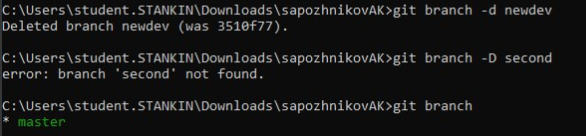 C:\Users\student.STANKIN\Downloads\sapozhnikovAK>git branch -d newdev
Deleted branch newdev (was 3510f77).
C:\Users\student.STANKIN\Downloads\sapozhnikovAK>git branch -D second
error: branch 'second' not found.
C:\Users\student.STANKIN\Downloads\sapozhnikovAK>git branch
* master